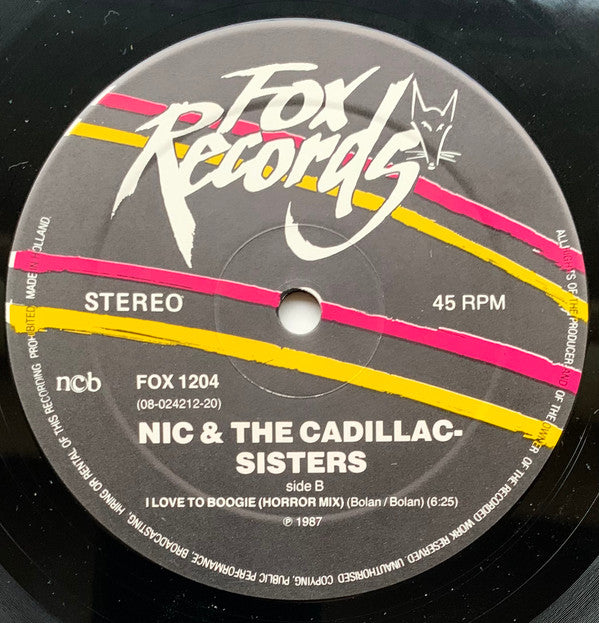 Fox
Records
STEREO
45 RPM
ncb
FOX 1204
(08-024212-20)
NIC & THE CADILLAC-
SISTERS
side B
I LOVE TO BOOGIE (HORROR MIX) (Bolan/Bolan) (6:25)
℗ 1987
ALL RIGHTS OF THE PRODUCER AND OF THE OWNER OF THE RECORDED WORK RESERVED. UNAUTHORISED COPYING, PUBLIC PERFORMANCE, BROADCASTING, HIRING OR RENTAL OF THIS RECORDING PROHIBITED. MADE IN HOLLAND.